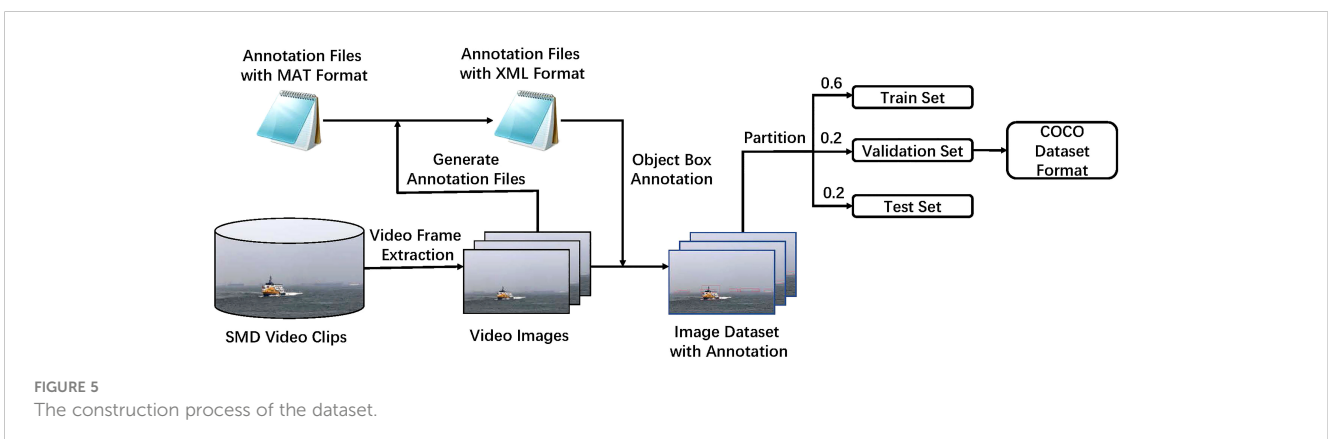 Annotation Files
with MAT Format
Annotation Files
with XML Format
Generate
Annotation Files
Object Box
Annotation
Partition
0.6
Train Set
0.2
Validation Set
0.2
Test Set
COCO
Dataset
Format
Video Frame
Extraction
SMD Video Clips
Video Images
Image Dataset
with Annotation
FIGURE 5
The construction process of the dataset.